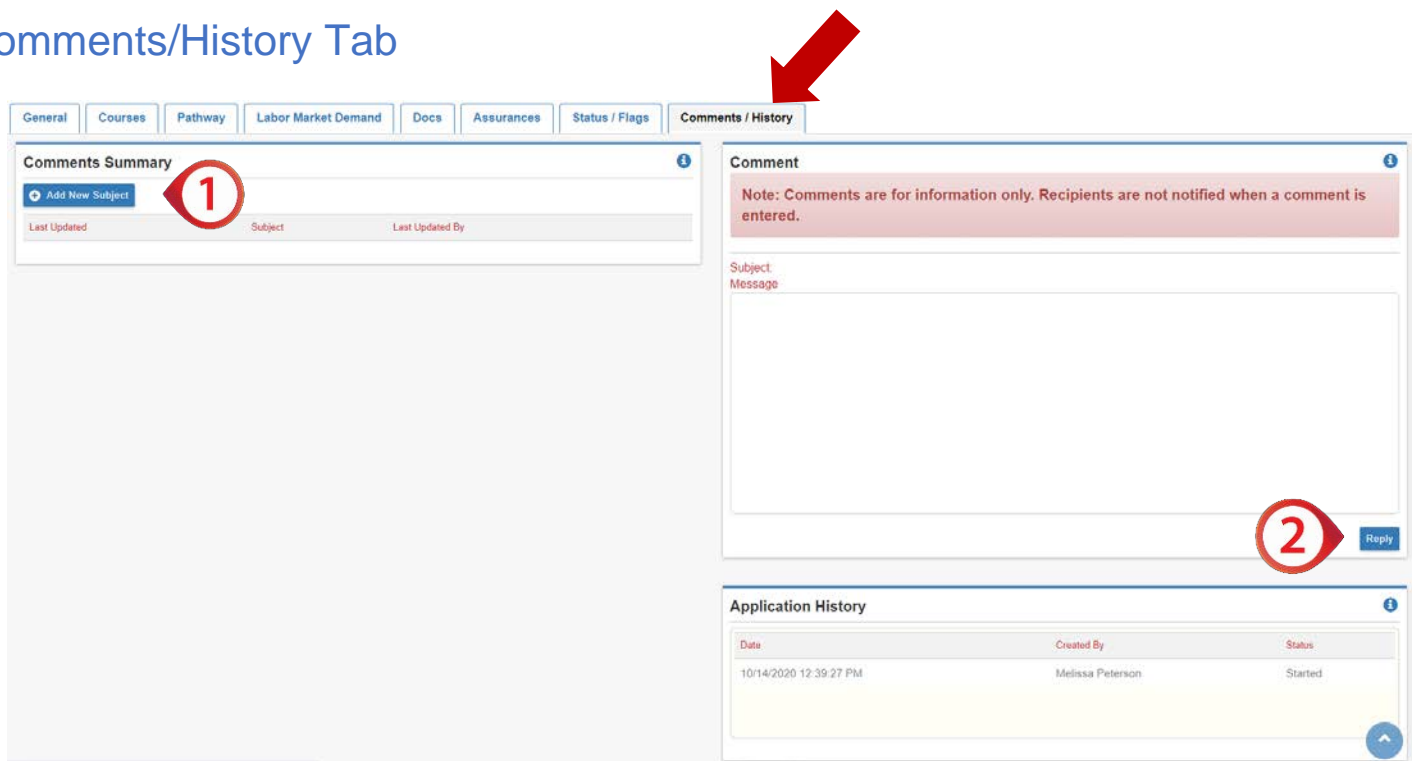 omments/History Tab
General Courses Pathway Labor Market Demand Docs Assurances Status / Flags Comments / History
Comments Summary
Add New Subject
1
Last Updated Subject Last Updated By
Comment
Note: Comments are for information only. Recipients are not notified when a comment is
entered.
Subject
Message
2
Reply
Application History
Date Created By Status
10/14/2020 12:39:27 PM Melissa Peterson Started